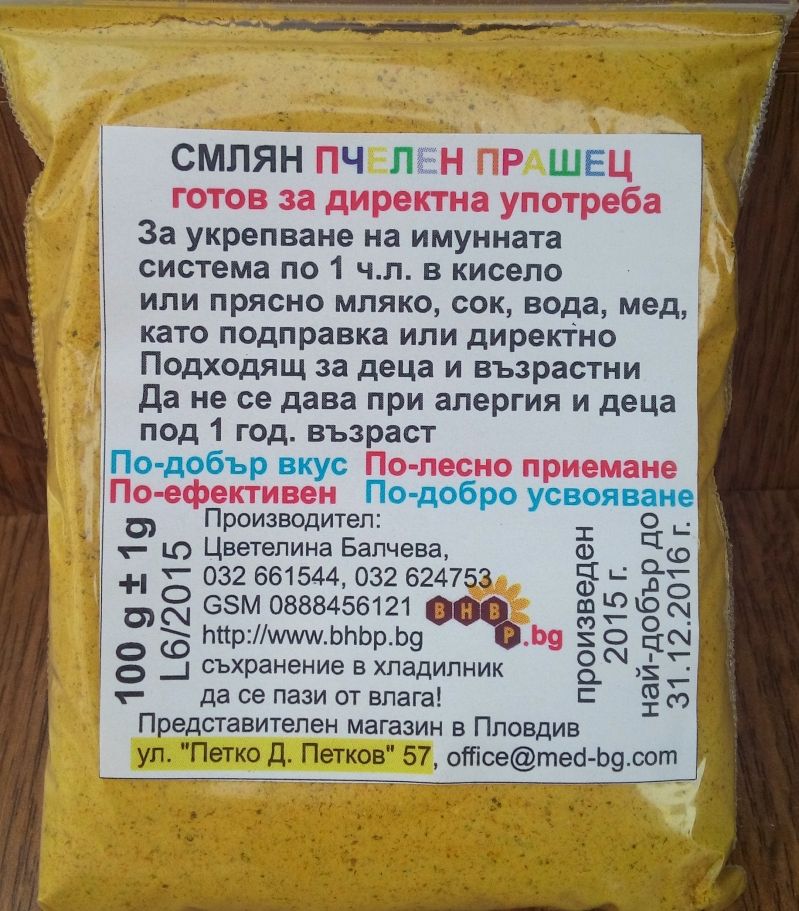 СМЛЯН ПЧЕЛЕН ПРАШЕЦ
готов за директна употреба
За укрепване на имунната
система по 1 ч.л. в кисело
или прясно мляко, сок, вода, мед,
като подправка или директно
Подходящ за деца и възрастни
Да не се дава при алергия и деца
под 1 год. възраст
По-добър вкус По-лесно приемане
По-ефективен По-добро усвояване
100 g ± 1g
L6/2015
Производител:
Цветелина Балчева,
032 661544, 032 624753
GSM 0888456121
http://www.bhbp.bg
BHBP.bg
съхранение в хладилник
да се пази от влага!
произведен
2015 г.
най-добър до
31.12.2016 г.
Представителен магазин в Пловдив
ул. "Петко Д. Петков" 57, office@med-bg.com